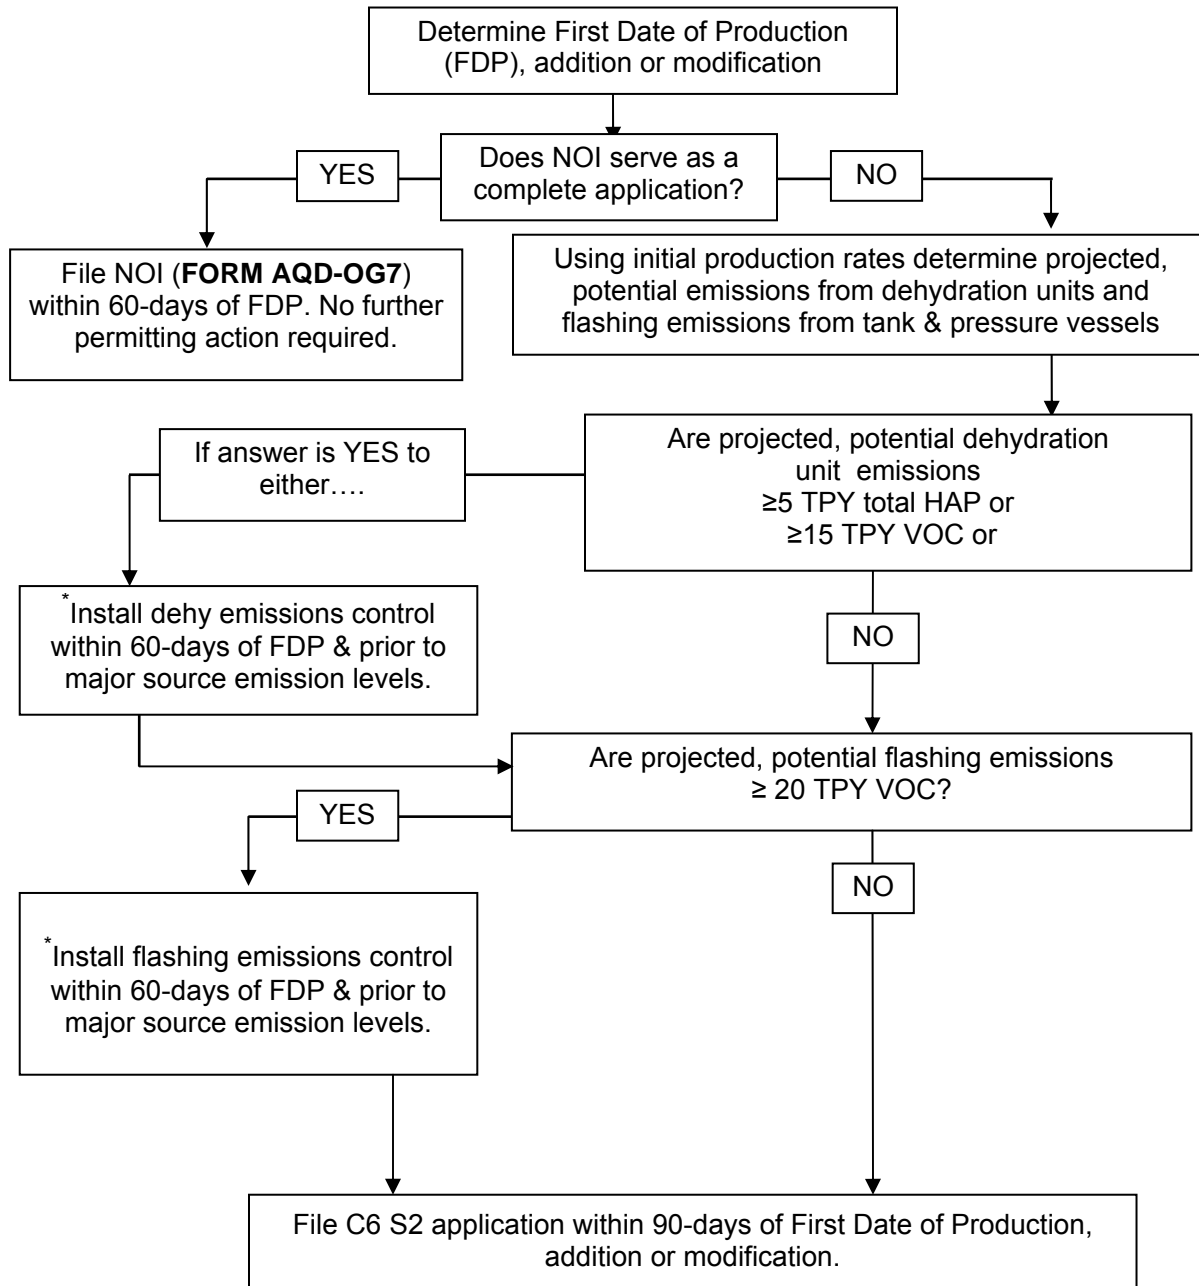 Determine First Date of Production
(FDP), addition or modification
Does NOI serve as a
complete application?
YES
NO
File NOI (FORM AQD-OG7)
within 60-days of FDP. No further
permitting action required.
Using initial production rates determine projected,
potential emissions from dehydration units and
flashing emissions from tank & pressure vessels
If answer is YES to
either….
Are projected, potential dehydration
unit emissions
≥5 TPY total HAP or
≥15 TPY VOC or
*Install dehy emissions control
within 60-days of FDP & prior to
major source emission levels.
NO
Are projected, potential flashing emissions
≥ 20 TPY VOC?
YES
NO
*Install flashing emissions control
within 60-days of FDP & prior to
major source emission levels.
File C6 S2 application within 90-days of First Date of Production,
addition or modification.